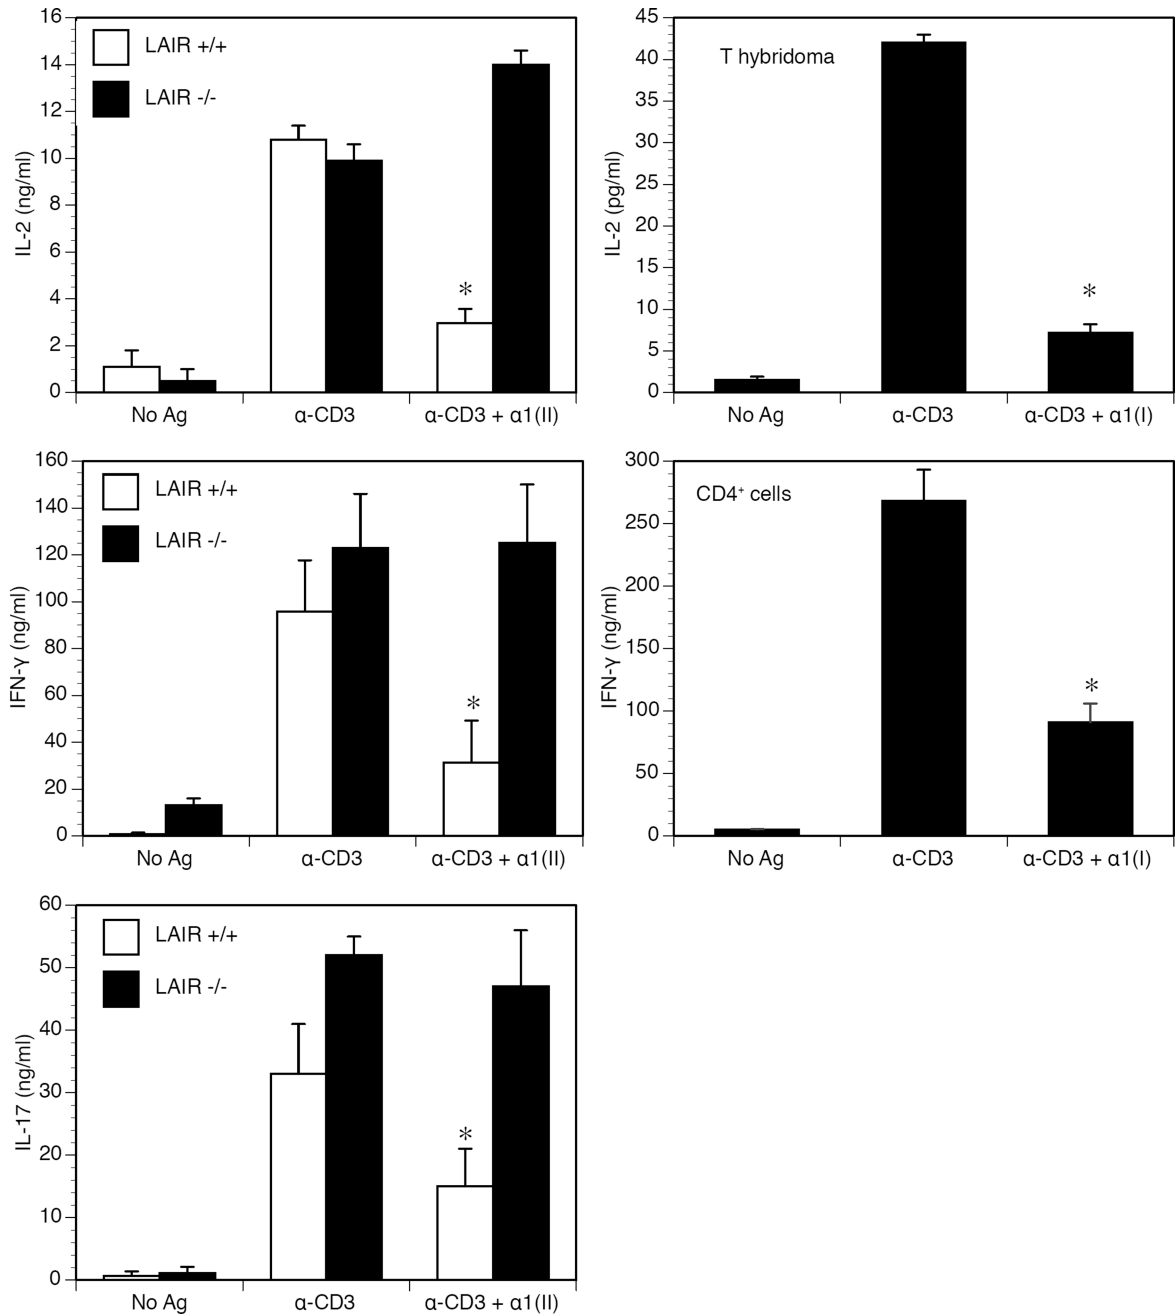 16
14
12
10
8
6
4
2
0
IL-2 (ng/ml)
LAIR +/+
LAIR -/-
*
No Ag
α-CD3
α-CD3 + α1(II)
45
40
35
30
25
20
15
10
5
0
IL-2 (pg/ml)
T hybridoma
*
No Ag
α-CD3
α-CD3 + α1(I)
160
140
120
100
80
60
40
20
0
IFN-γ (ng/ml)
LAIR +/+
LAIR -/-
*
No Ag
α-CD3
α-CD3 + α1(II)
300
250
200
150
100
50
0
IFN-γ (ng/ml)
CD4⁺ cells
*
No Ag
α-CD3
α-CD3 + α1(I)
60
50
40
30
20
10
0
IL-17 (ng/ml)
LAIR +/+
LAIR -/-
*
No Ag
α-CD3
α-CD3 + α1(II)